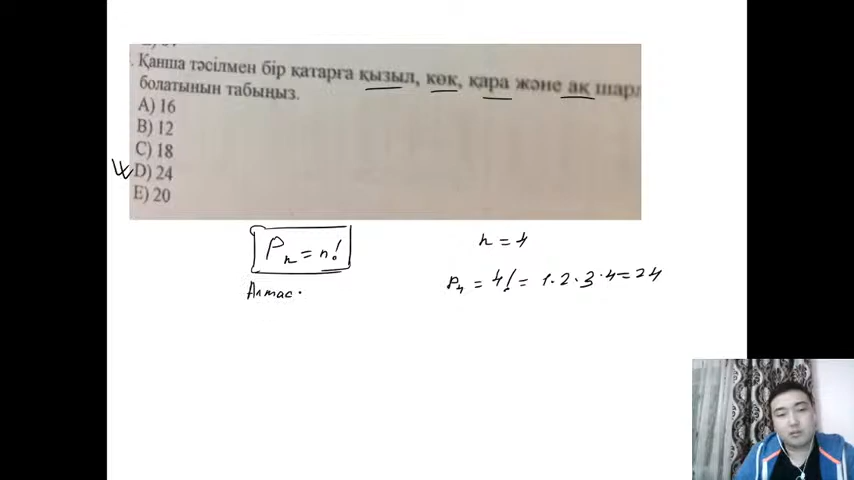 Қанша тәсілмен бір қатарға қызыл, көк, қара және ақ шарл
болатынын табыңыз.
A) 16
B) 12
C) 18
D) 24
E) 20
Pn = n!
n = 4
P4 = 4! = 1·2·3·4 = 24
Алмас.